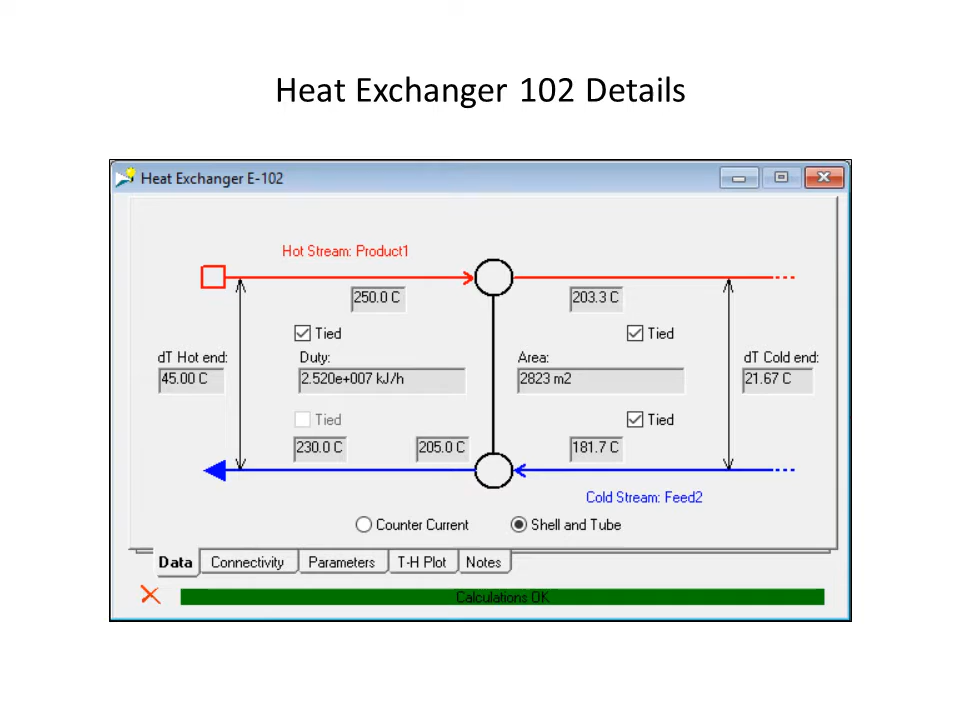 Heat Exchanger 102 Details
Heat Exchanger E-102
Hot Stream: Product1
250.0 C
203.3 C
Tied
Tied
dT Hot end:
Duty:
Area:
dT Cold end:
45.00 C
2.520e+007 kJ/h
2823 m2
21.67 C
Tied
Tied
230.0 C
205.0 C
181.7 C
Cold Stream: Feed2
Counter Current
Shell and Tube
Data
Connectivity
Parameters
T-H Plot
Notes
Calculations OK